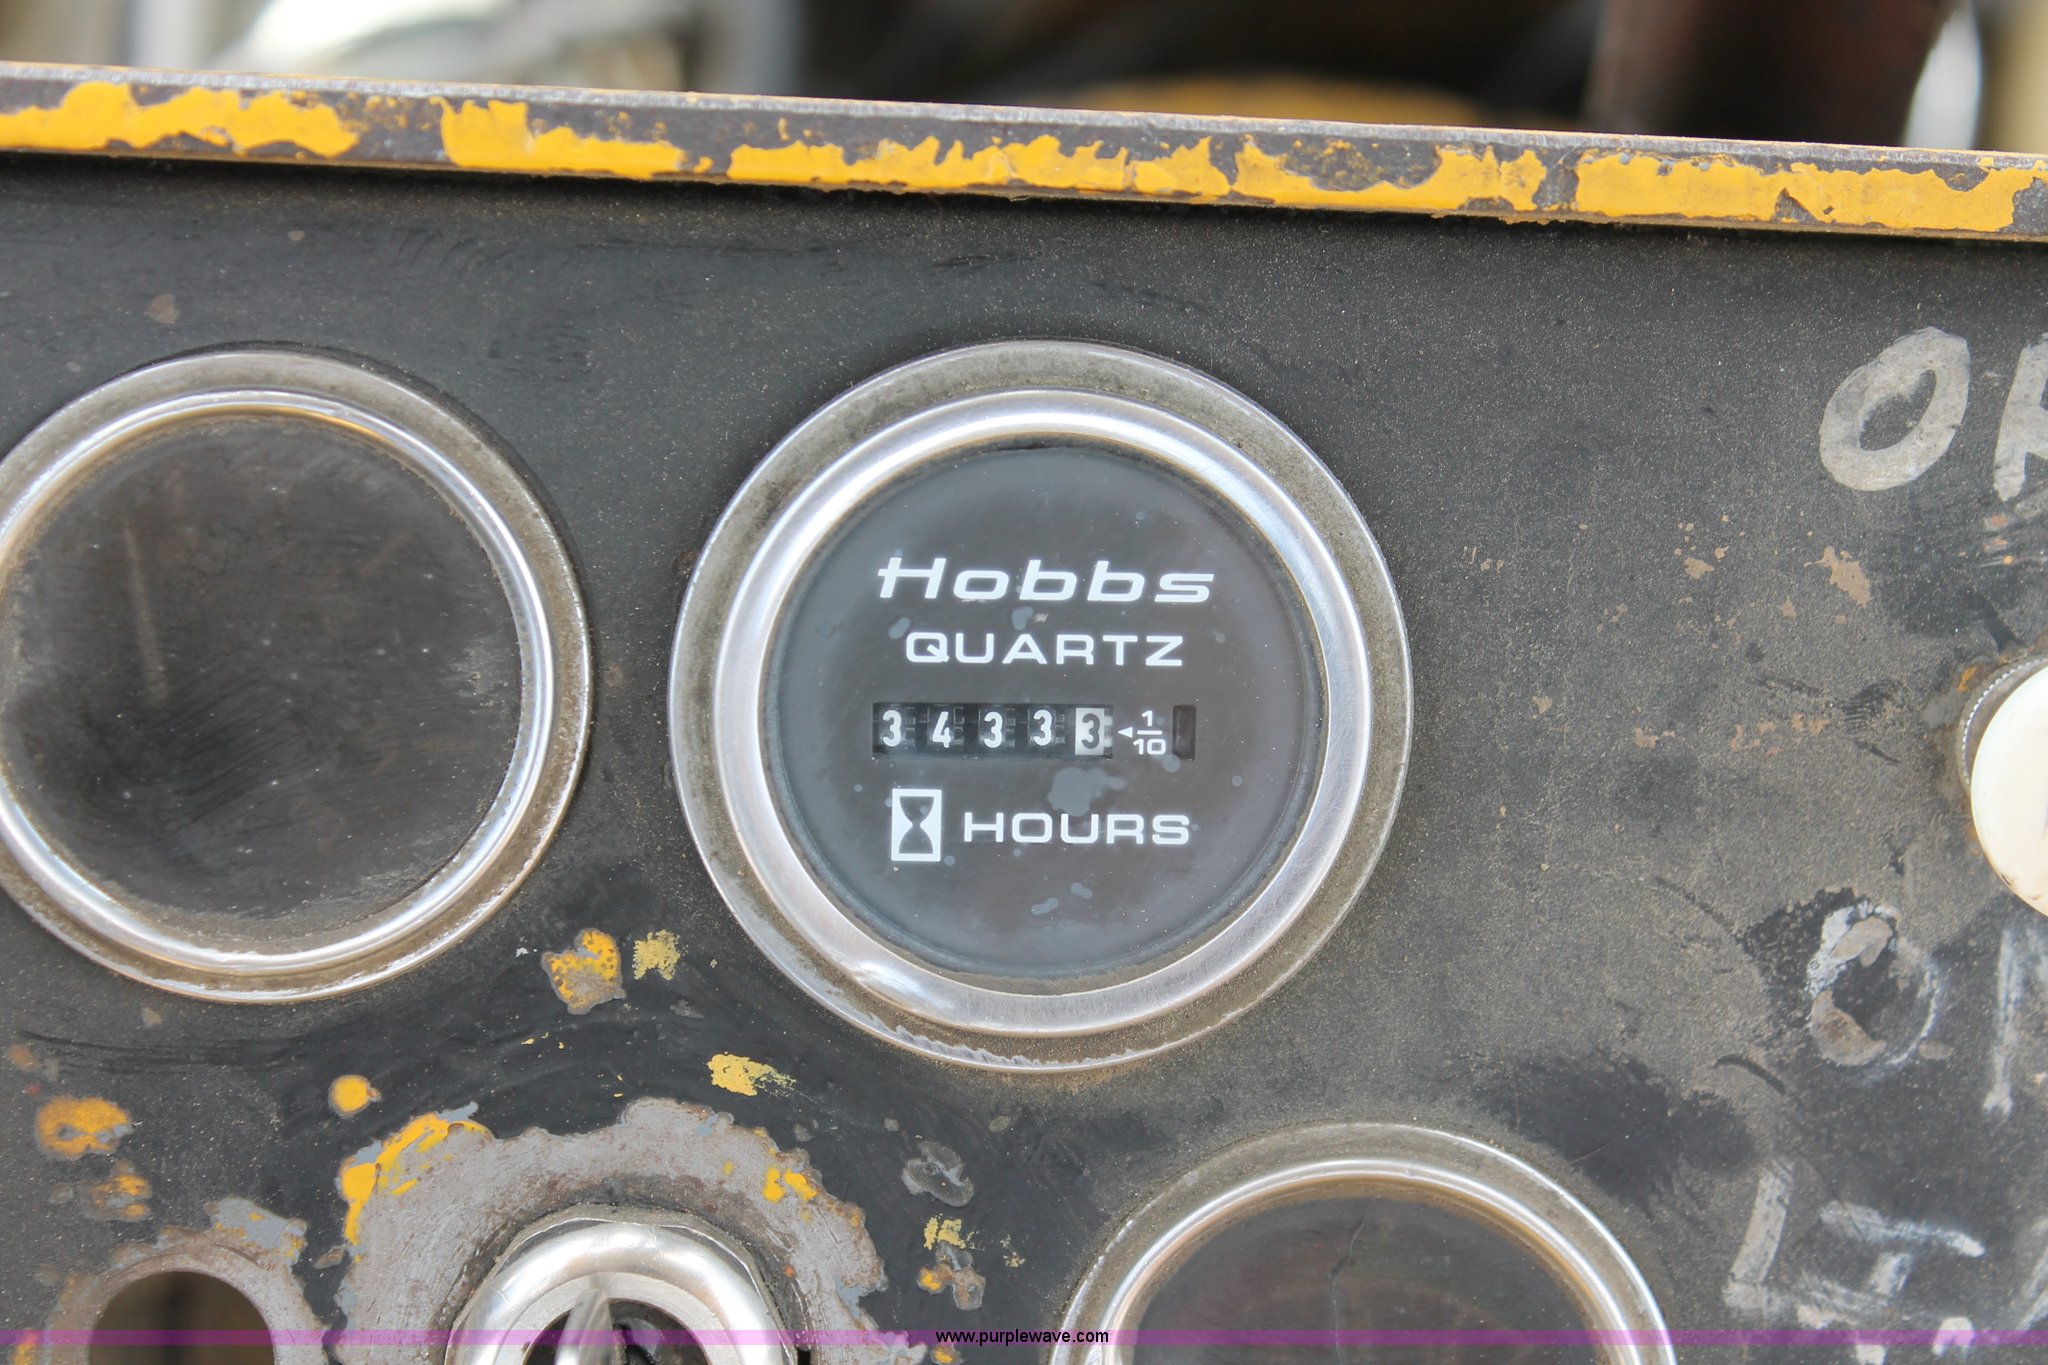 Hobbs
QUARTZ
3 4 3 3 3 ◄ 1/10
HOURS
www.purplewave.com